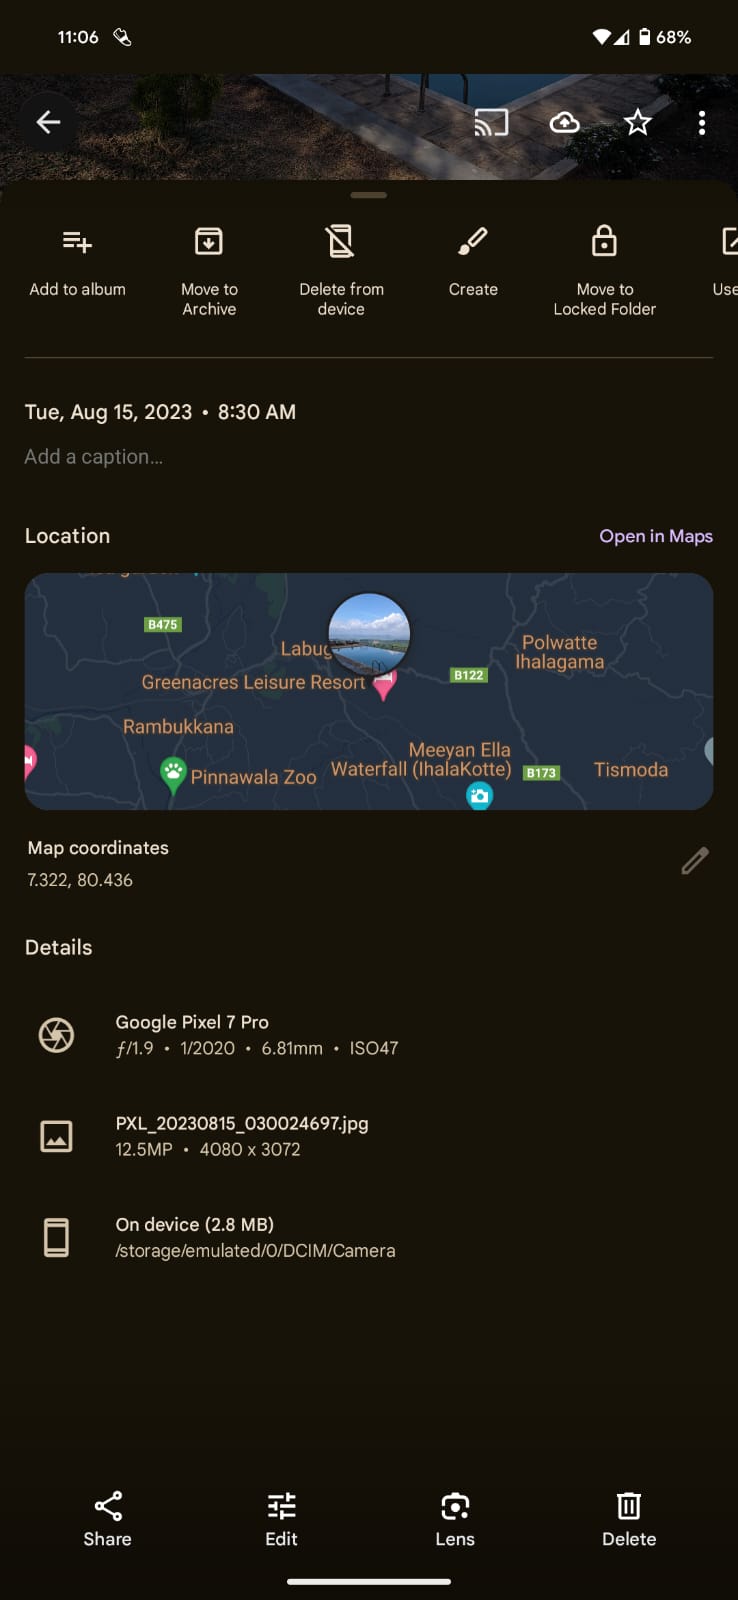 11:06
68%
Add to album
Move to
Archive
Delete from
device
Create
Move to
Locked Folder
Use
Tue, Aug 15, 2023 • 8:30 AM
Add a caption…
Location
Open in Maps
B475
Labug
Polwatte
Ihalagama
Greenacres Leisure Resort
B122
Rambukkana
Meeyan Ella
Waterfall (IhalaKotte)
B173
Tismoda
Pinnawala Zoo
Map coordinates
7.322, 80.436
Details
Google Pixel 7 Pro
ƒ/1.9 • 1/2020 • 6.81mm • ISO47
PXL_20230815_030024697.jpg
12.5MP • 4080 x 3072
On device (2.8 MB)
/storage/emulated/0/DCIM/Camera
Share
Edit
Lens
Delete